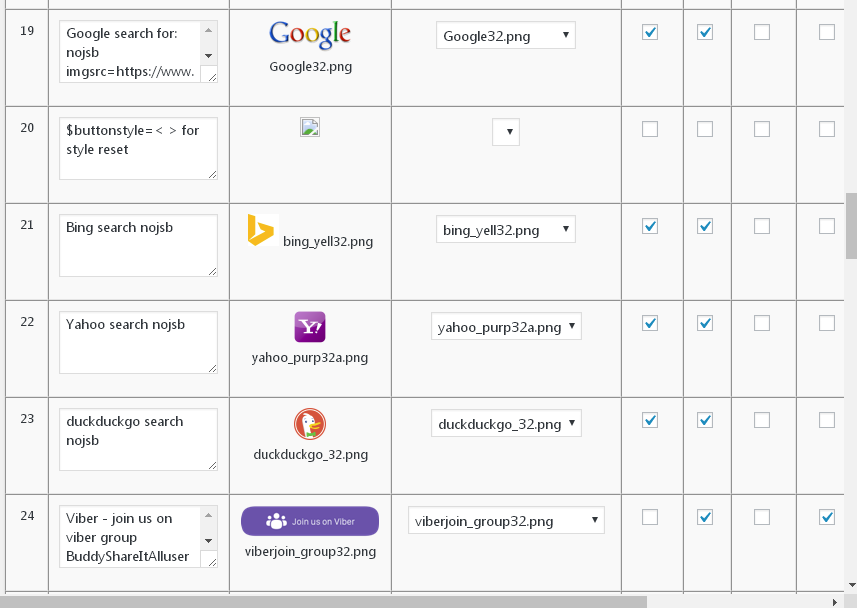 19
Google search for:
nojsb
imgsrc=https://www.
Google
Google32.png
Google32.png
20
$buttonstyle=< > for
style reset
21
Bing search nojsb
bing_yell32.png
bing_yell32.png
22
Yahoo search nojsb
Y!
yahoo_purp32a.png
yahoo_purp32a.png
23
duckduckgo search
nojsb
duckduckgo_32.png
duckduckgo_32.png
24
Viber - join us on
viber group
BuddyShareItAlluser
Join us on Viber
viberjoin_group32.png
viberjoin_group32.png